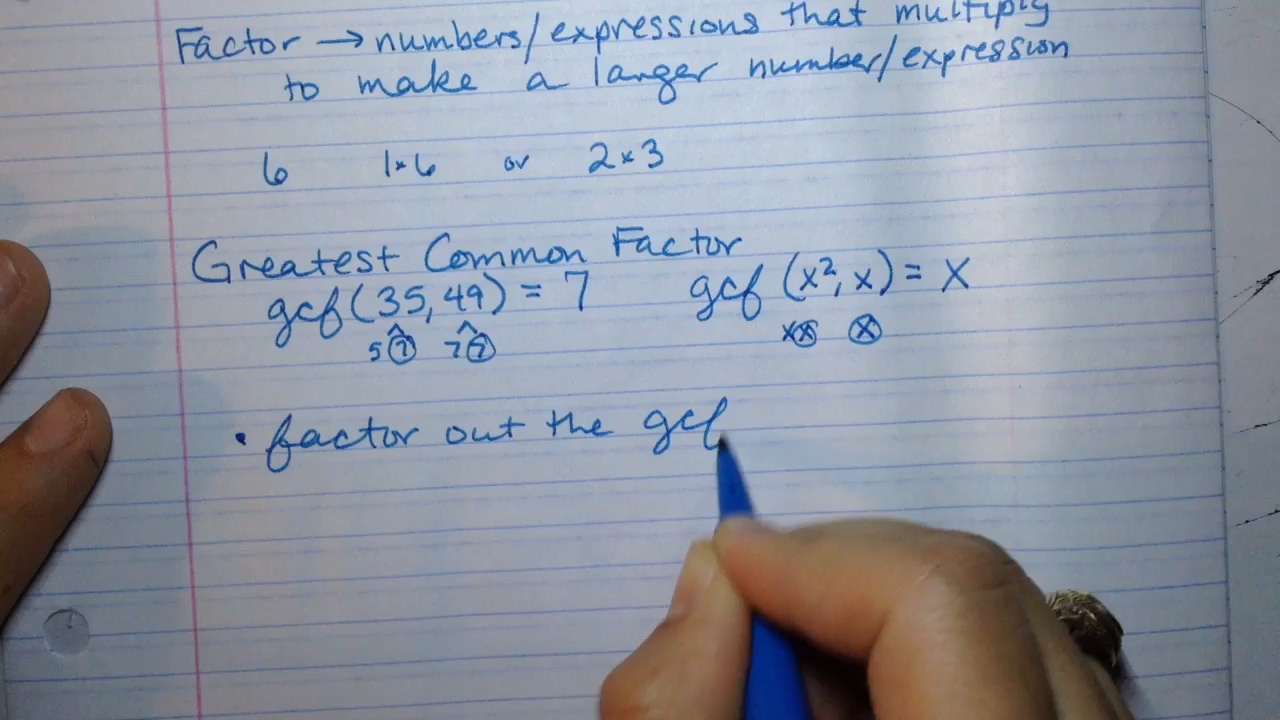 Factor → numbers/expressions that multiply
to make a larger number/expression
6 1×6 or 2×3
Greatest Common Factor
gcf(35,49) = 7 gcf (x², x) = x
5 7 7 7 x x x
• factor out the gcf